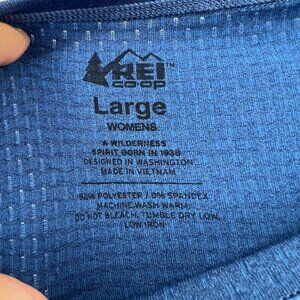 REI
CO·OP
Large
WOMENS
A WILDERNESS
SPIRIT BORN IN 1938
DESIGNED IN WASHINGTON
MADE IN VIETNAM
92% POLYESTER / 8% SPANDEX
MACHINE WASH WARM,
DO NOT BLEACH, TUMBLE DRY LOW,
LOW IRON